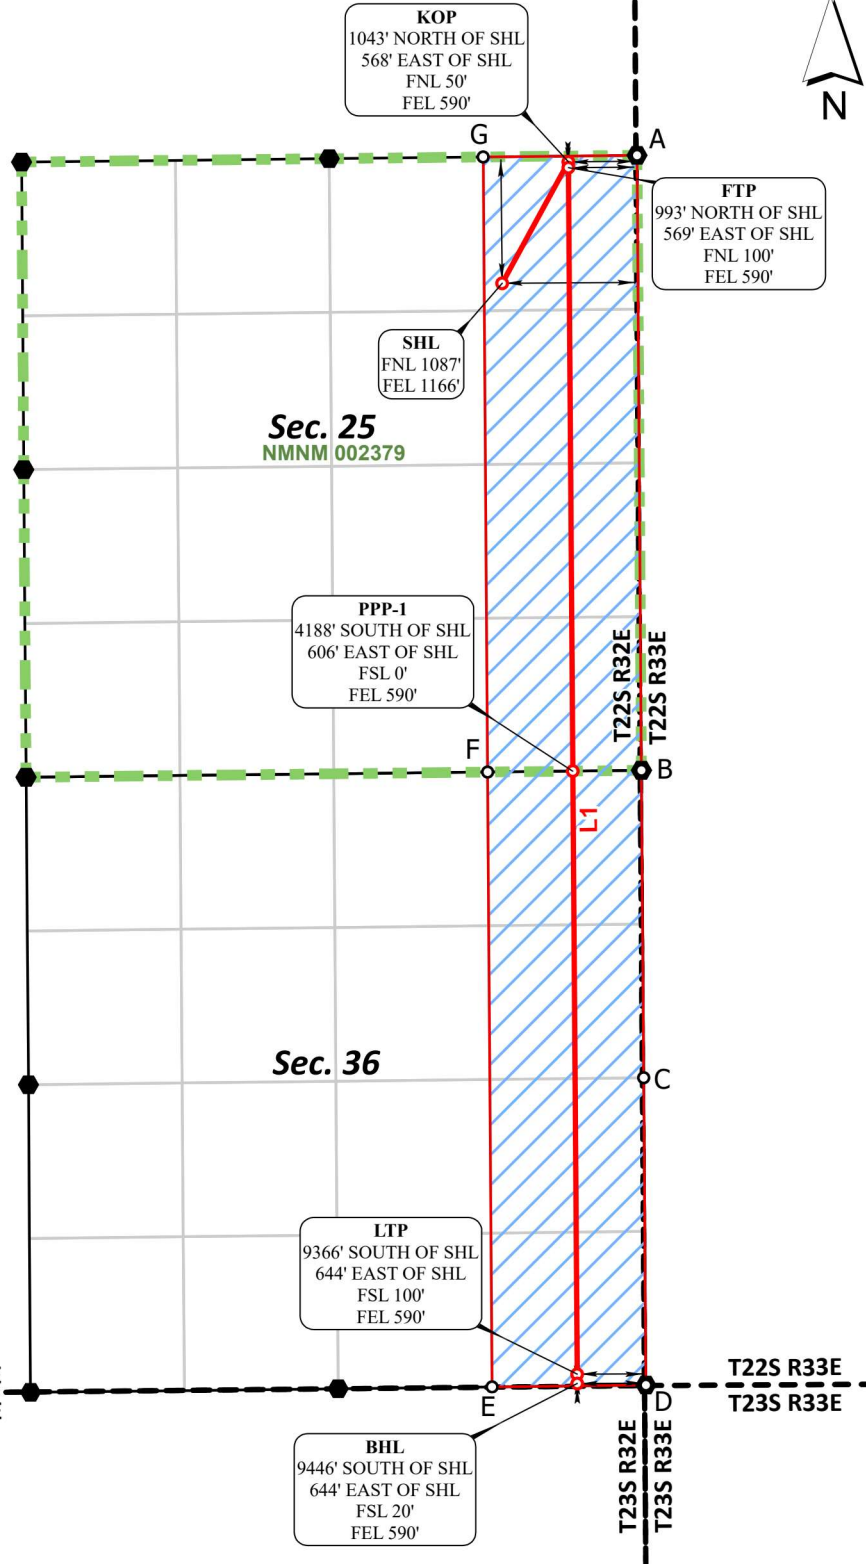 KOP
1043' NORTH OF SHL
568' EAST OF SHL
FNL 50'
FEL 590'
N
G
A
FTP
993' NORTH OF SHL
569' EAST OF SHL
FNL 100'
FEL 590'
SHL
FNL 1087'
FEL 1166'
Sec. 25
NMNM 002379
PPP-1
4188' SOUTH OF SHL
606' EAST OF SHL
FSL 0'
FEL 590'
T22S R32E
T22S R33E
F
B
L1
Sec. 36
C
LTP
9366' SOUTH OF SHL
644' EAST OF SHL
FSL 100'
FEL 590'
T22S R33E
T23S R33E
E
D
BHL
9446' SOUTH OF SHL
644' EAST OF SHL
FSL 20'
FEL 590'
T23S R32E
T23S R33E